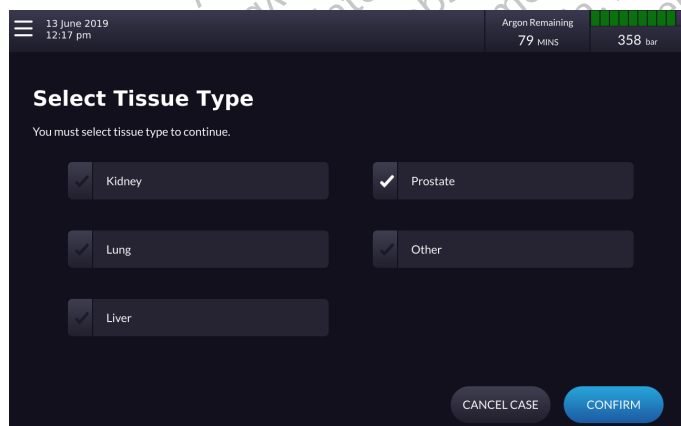 13 June 2019
12:17 pm
Argon Remaining
79 MINS
358 bar
Select Tissue Type
You must select tissue type to continue.
Kidney
Prostate
Lung
Other
Liver
CANCEL CASE
CONFIRM